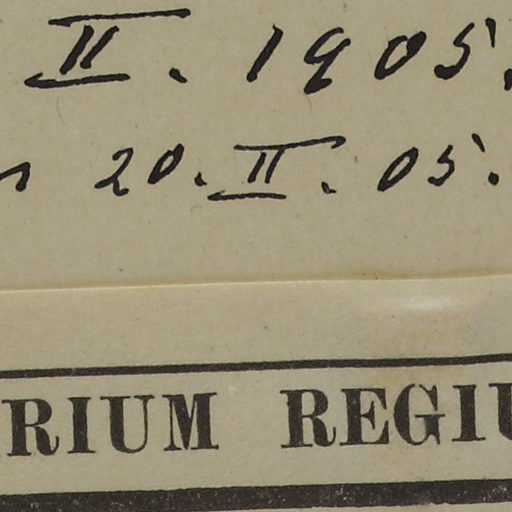 II. 1905.
20. II. 05.
RIUM REGIU